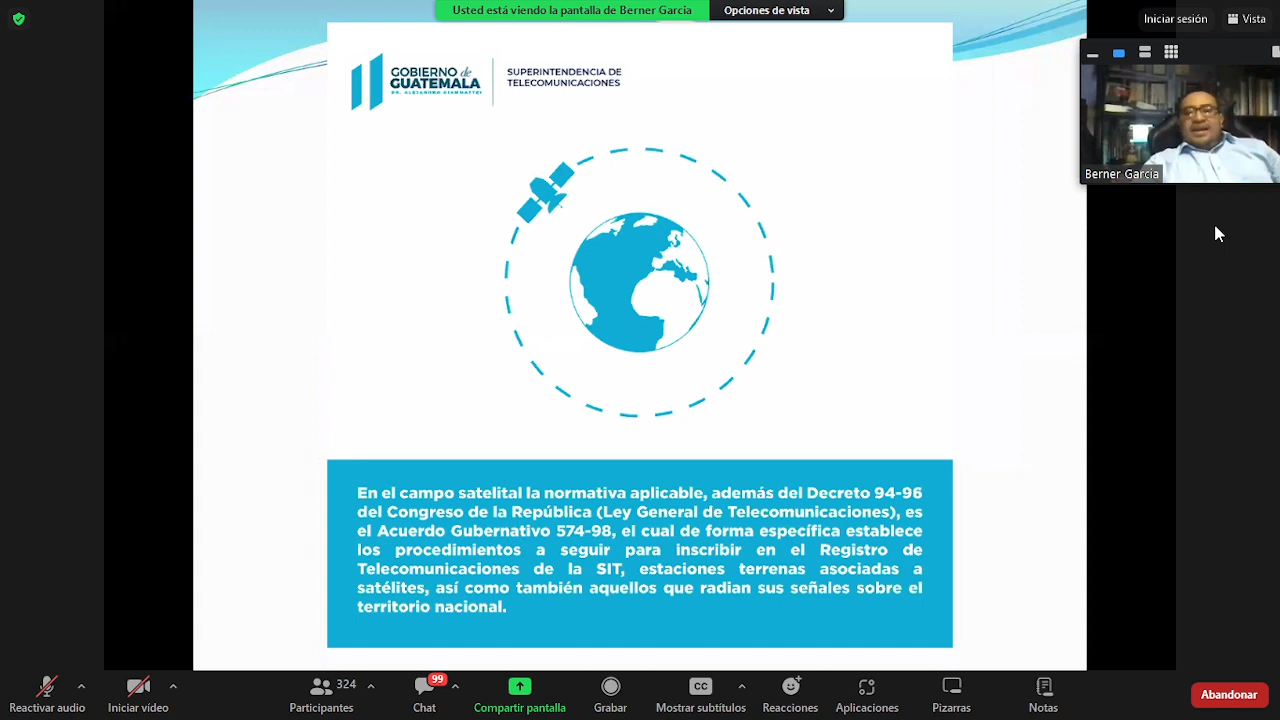 Usted está viendo la pantalla de Berner Garcia
Opciones de vista
Iniciar sesión
Vista
GOBIERNO de
GUATEMALA
DR. ALEJANDRO GIAMMATTEI
SUPERINTENDENCIA DE
TELECOMUNICACIONES
Berner Garcia
En el campo satelital la normativa aplicable, además del Decreto 94-96
del Congreso de la República (Ley General de Telecomunicaciones), es
el Acuerdo Gubernativo 574-98, el cual de forma específica establece
los procedimientos a seguir para inscribir en el Registro de
Telecomunicaciones de la SIT, estaciones terrenas asociadas a
satélites, así como también aquellos que radian sus señales sobre el
territorio nacional.
99
324
CC
Reactivar audio
Iniciar vídeo
Participantes
Chat
Compartir pantalla
Grabar
Mostrar subtítulos
Reacciones
Aplicaciones
Pizarras
Notas
Abandonar